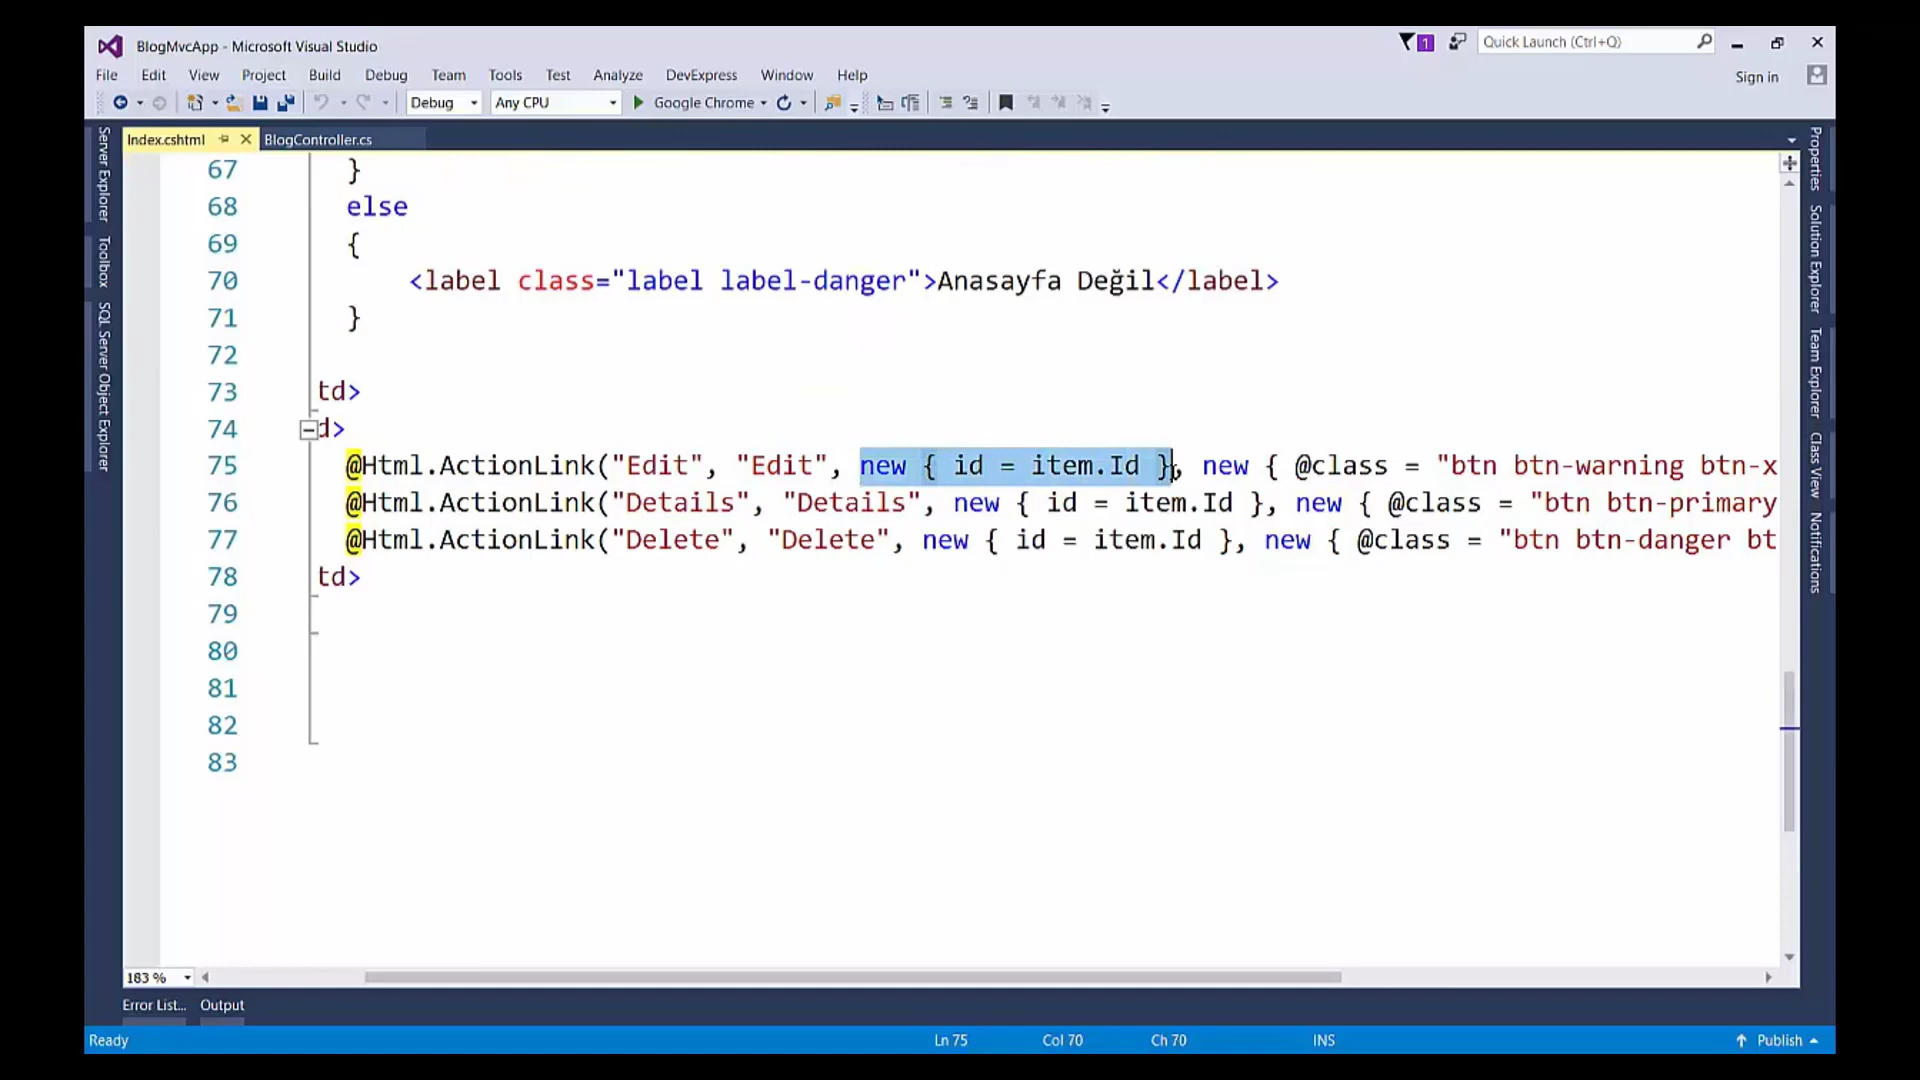 BlogMvcApp - Microsoft Visual Studio
1
Quick Launch (Ctrl+Q)
File Edit View Project Build Debug Team Tools Test Analyze DevExpress Window Help
Sign in
Debug Any CPU Google Chrome
Index.cshtml BlogController.cs
Server Explorer
Toolbox
SQL Server Object Explorer
67 }
68 else
69 {
70 <label class="label label-danger">Anasayfa Değil</label>
71 }
72
73 td>
74 d>
75 @Html.ActionLink("Edit", "Edit", new { id = item.Id }, new { @class = "btn btn-warning btn-x
76 @Html.ActionLink("Details", "Details", new { id = item.Id }, new { @class = "btn btn-primary
77 @Html.ActionLink("Delete", "Delete", new { id = item.Id }, new { @class = "btn btn-danger bt
78 td>
79
80
81
82
83
Properties
Solution Explorer
Team Explorer
Class View
Notifications
183 %
Error List... Output
Ready Ln 75 Col 70 Ch 70 INS Publish